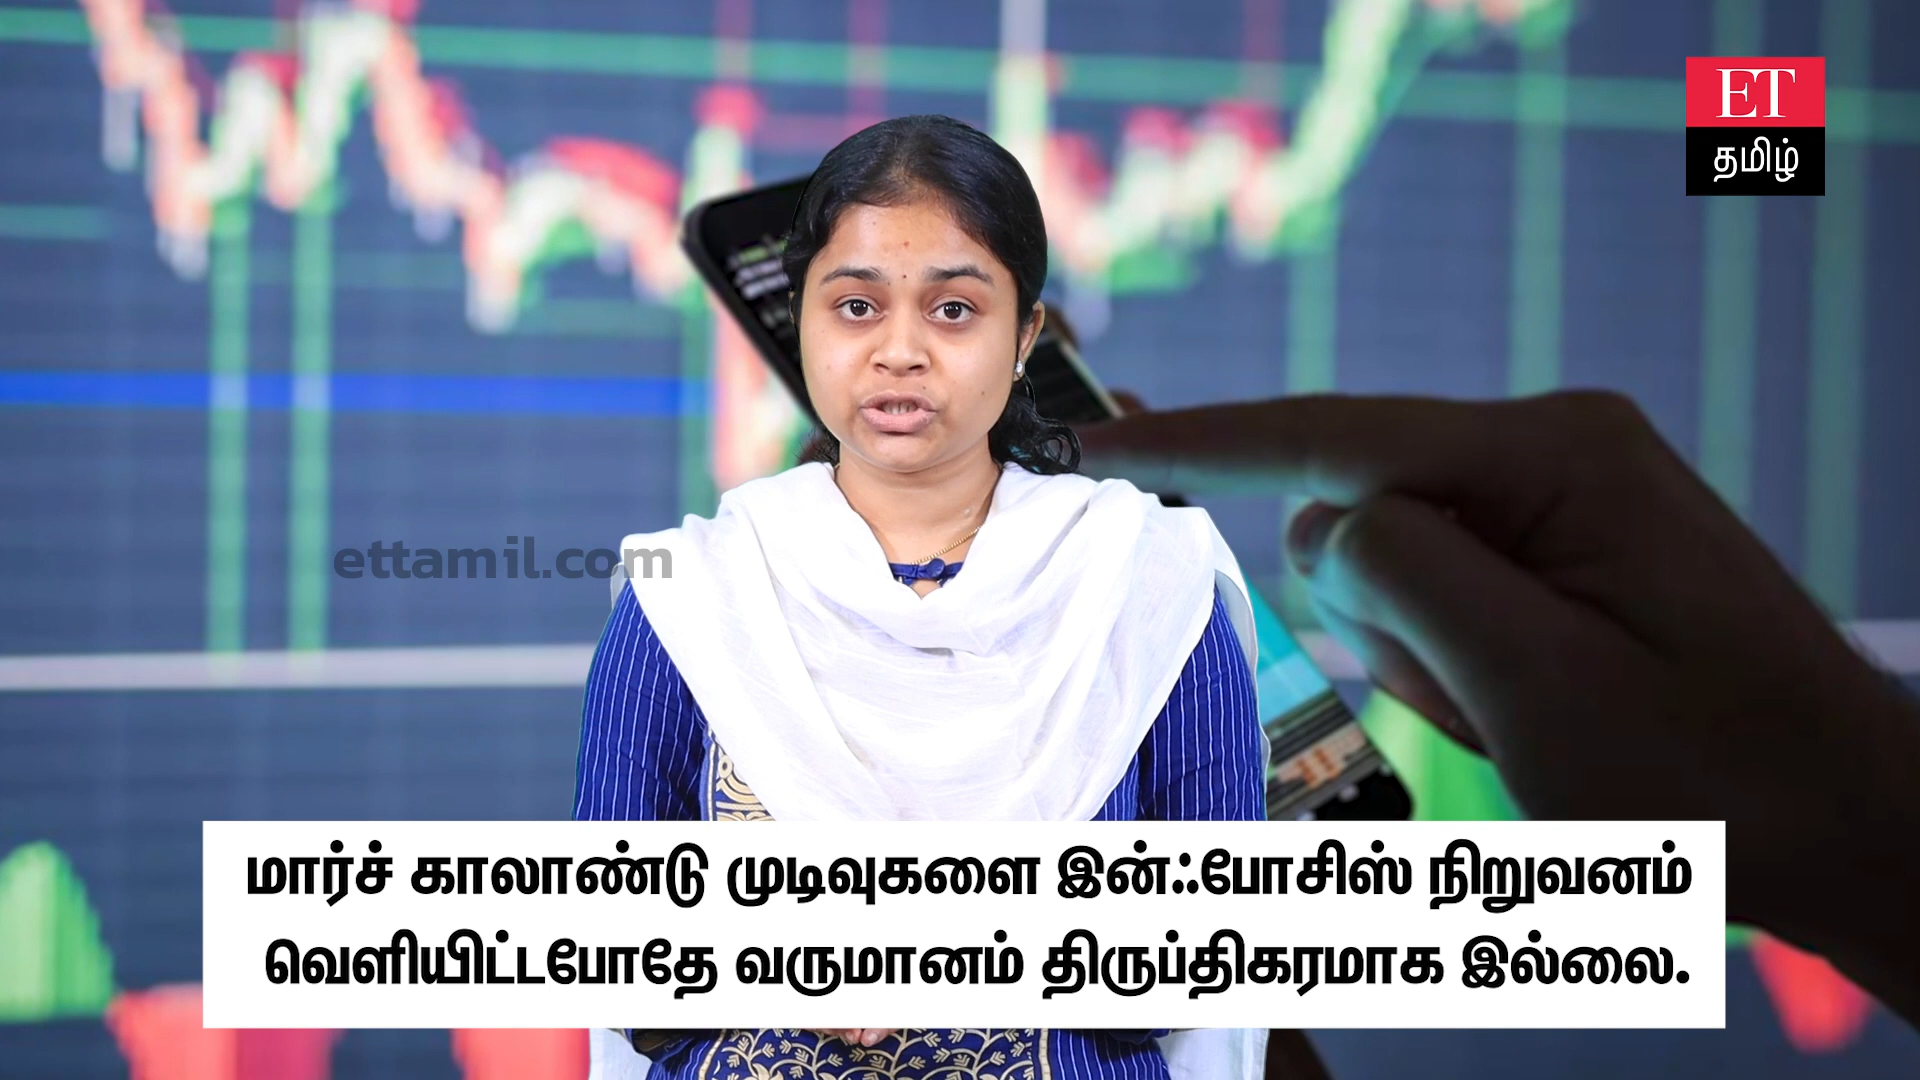 ET
தமிழ்
ettamil.com
மார்ச் காலாண்டு முடிவுகளை இன்ஃபோசிஸ் நிறுவனம்
வெளியிட்டபோதே வருமானம் திருப்திகரமாக இல்லை.